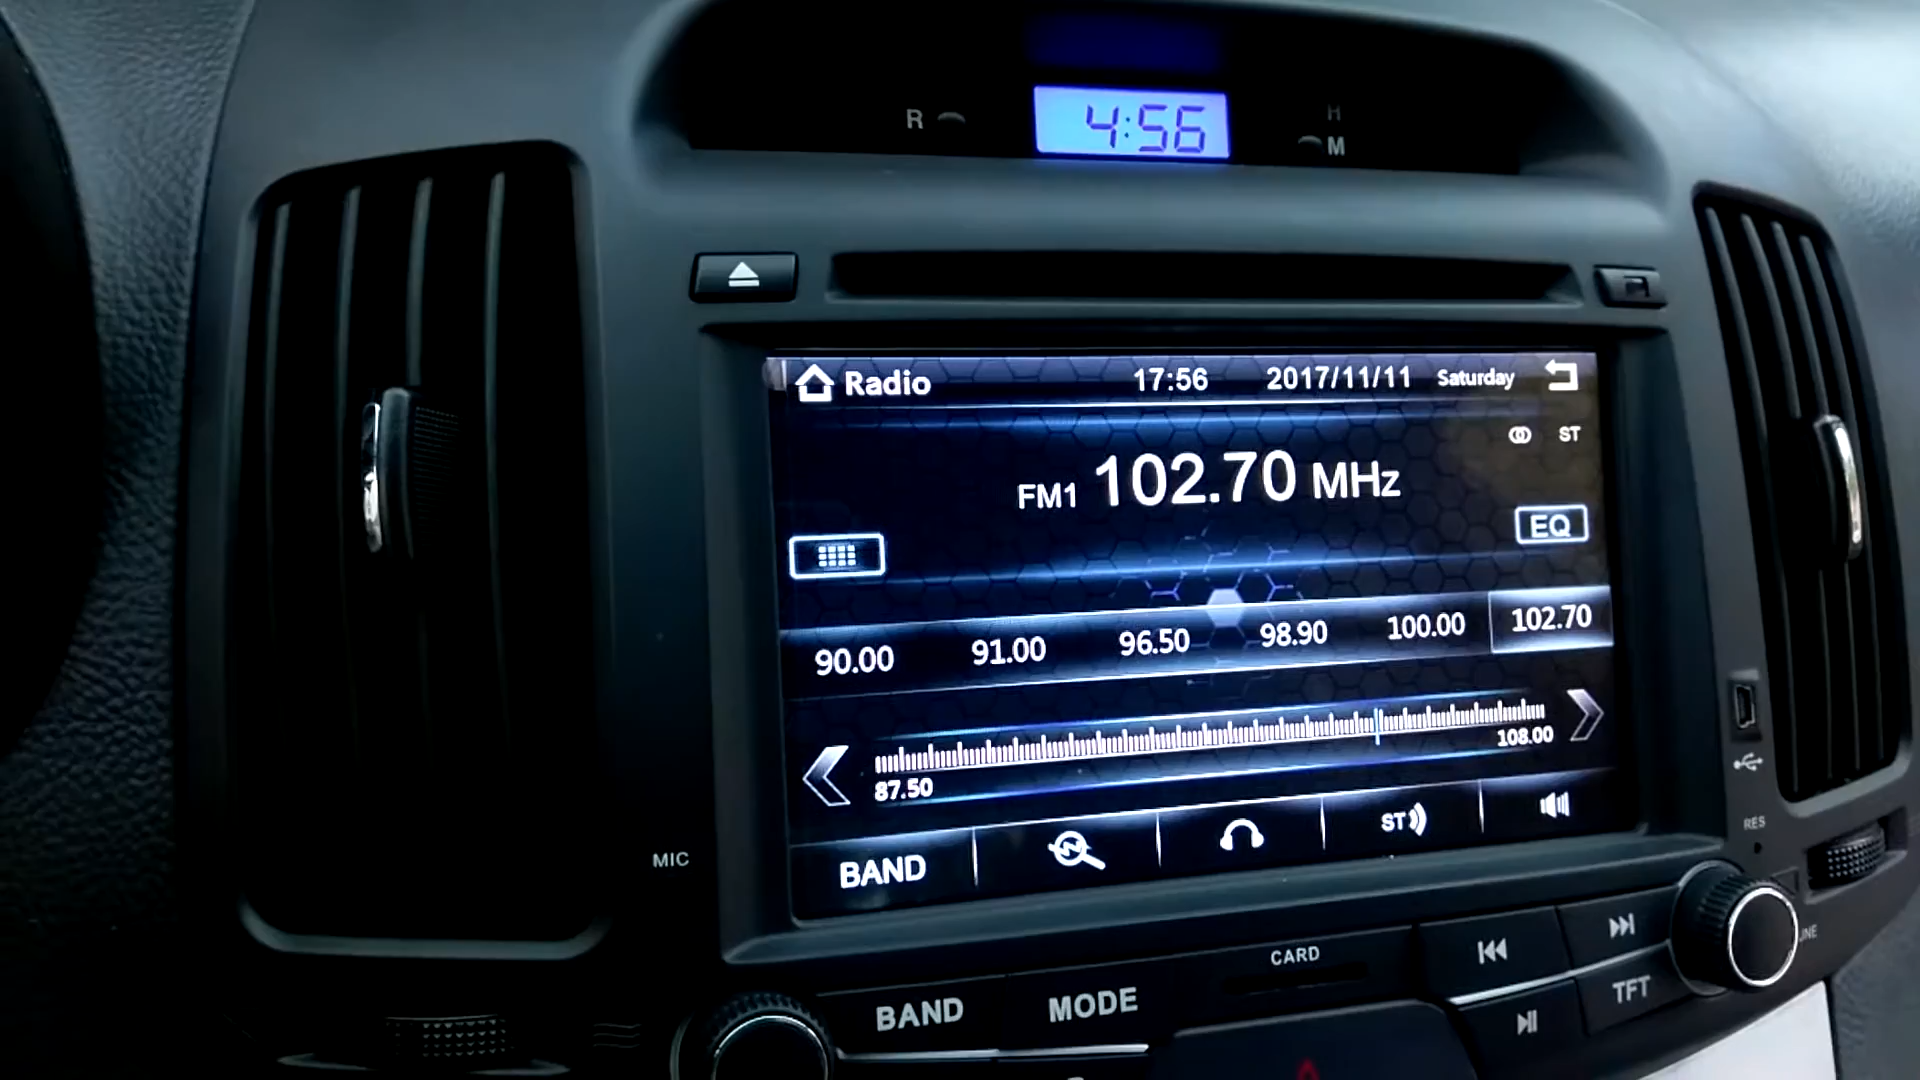 R
4:56
H
M
Radio 17:56 2017/11/11 Saturday
ST
FM1 102.70 MHz
EQ
90.00 91.00 96.50 98.90 100.00 102.70
87.50 108.00
BAND ST
MIC
RES
CARD
BAND MODE
TFT